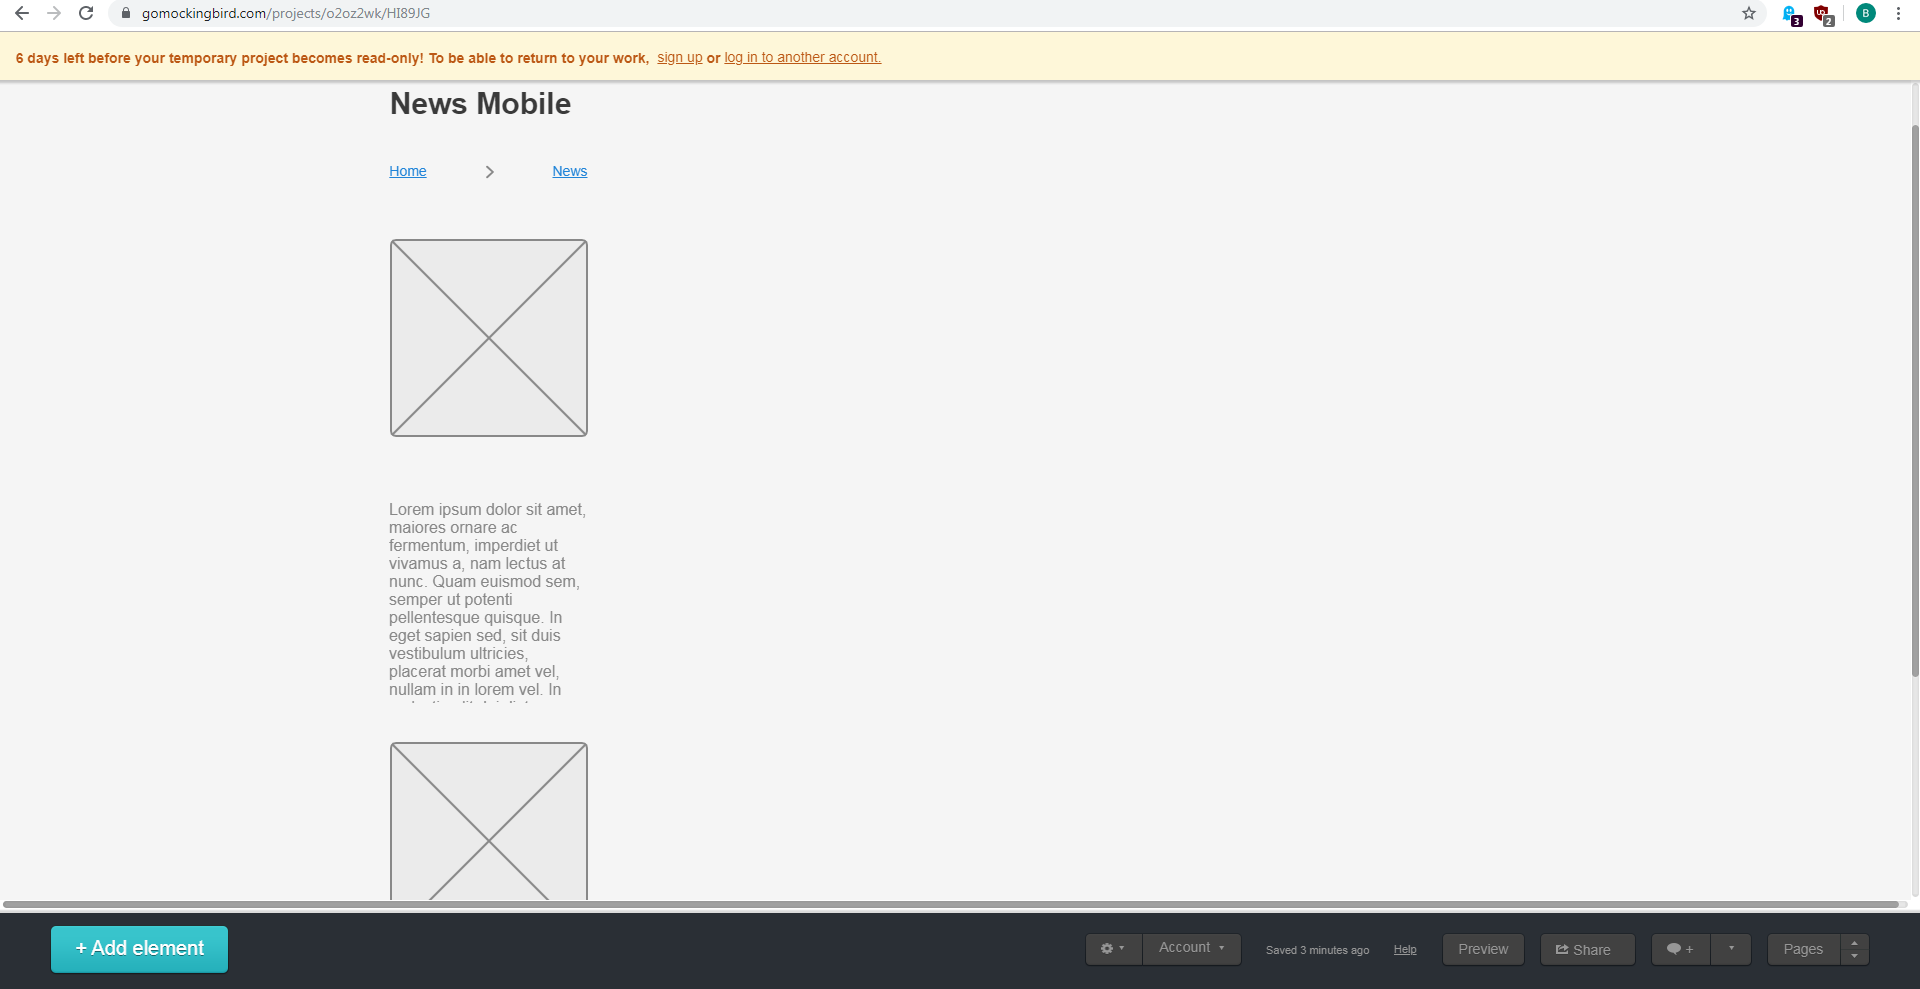 gomockingbird.com/projects/o2oz2wk/HI89JG
3
2
B
6 days left before your temporary project becomes read-only! To be able to return to your work, sign up or log in to another account.
News Mobile
Home
News
Lorem ipsum dolor sit amet,
maiores ornare ac
fermentum, imperdiet ut
vivamus a, nam lectus at
nunc. Quam euismod sem,
semper ut potenti
pellentesque quisque. In
eget sapien sed, sit duis
vestibulum ultricies,
placerat morbi amet vel,
nullam in in lorem vel. In
+ Add element
Account
Saved 3 minutes ago
Help
Preview
Share
+
Pages